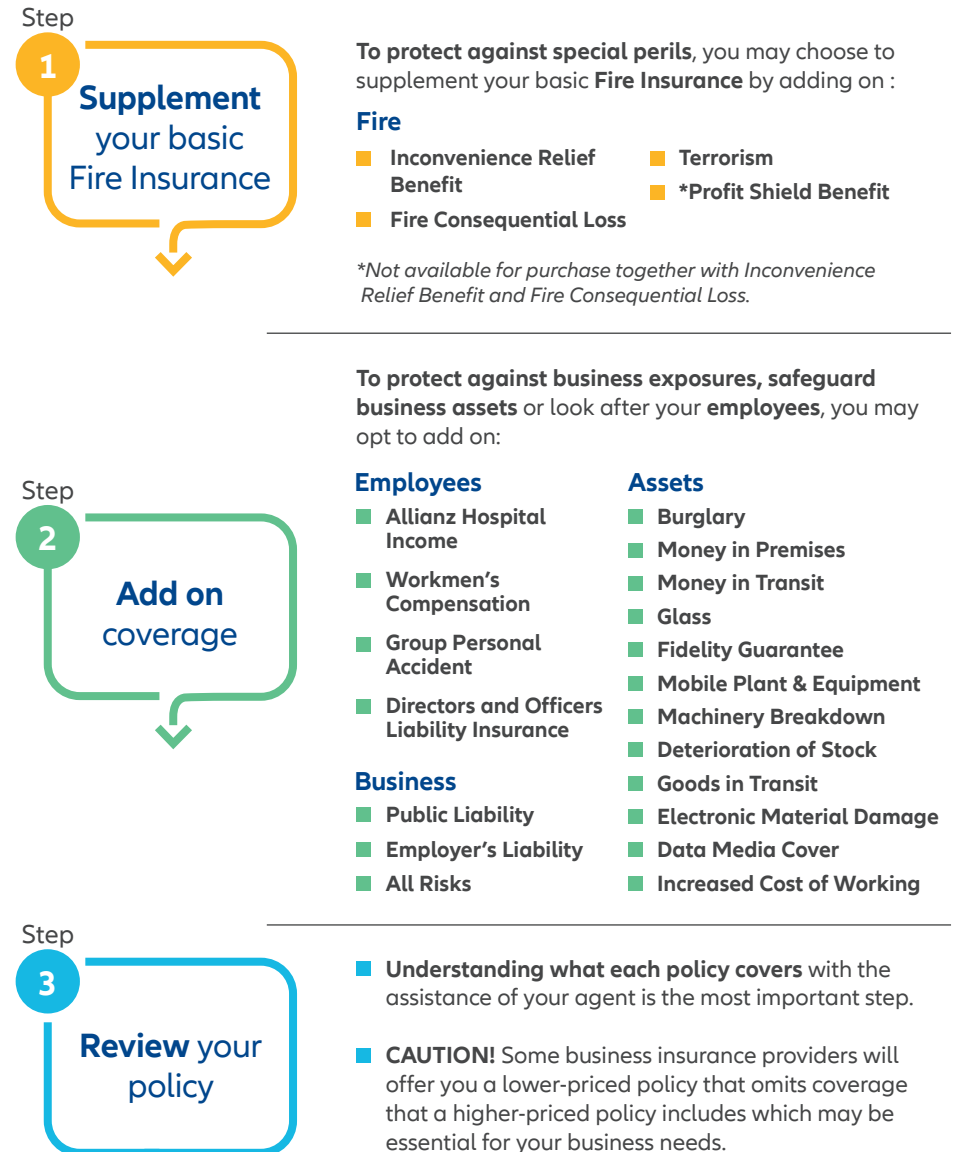 Step
1
Supplement
your basic
Fire Insurance
To protect against special perils, you may choose to
supplement your basic Fire Insurance by adding on :
Fire
Inconvenience Relief
Benefit
Fire Consequential Loss
Terrorism
*Profit Shield Benefit
*Not available for purchase together with Inconvenience
Relief Benefit and Fire Consequential Loss.
Step
2
Add on
coverage
To protect against business exposures, safeguard
business assets or look after your employees, you may
opt to add on:
Employees
Allianz Hospital
Income
Workmen's
Compensation
Group Personal
Accident
Directors and Officers
Liability Insurance
Business
Public Liability
Employer's Liability
All Risks
Assets
Burglary
Money in Premises
Money in Transit
Glass
Fidelity Guarantee
Mobile Plant & Equipment
Machinery Breakdown
Deterioration of Stock
Goods in Transit
Electronic Material Damage
Data Media Cover
Increased Cost of Working
Step
3
Review your
policy
Understanding what each policy covers with the
assistance of your agent is the most important step.
CAUTION! Some business insurance providers will
offer you a lower-priced policy that omits coverage
that a higher-priced policy includes which may be
essential for your business needs.